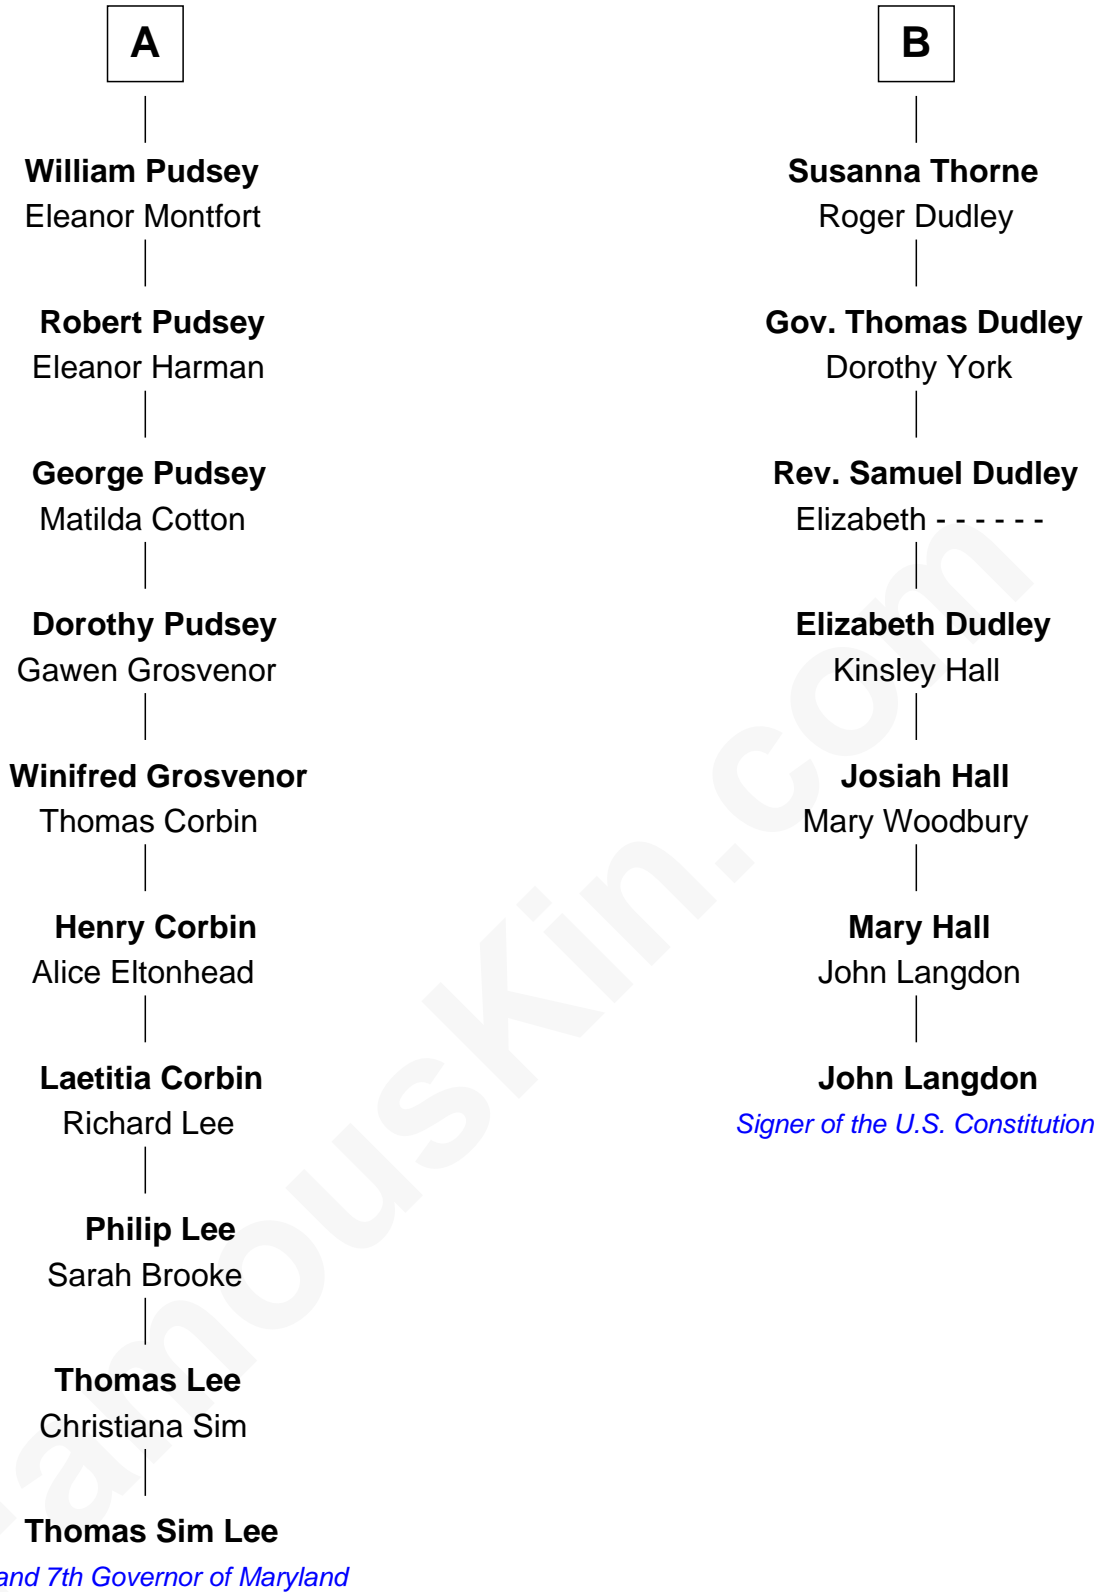 A
William Pudsey
Eleanor Montfort
Robert Pudsey
Eleanor Harman
George Pudsey
Matilda Cotton
Dorothy Pudsey
Gawen Grosvenor
Winifred Grosvenor
Thomas Corbin
Henry Corbin
Alice Eltonhead
Laetitia Corbin
Richard Lee
Philip Lee
Sarah Brooke
Thomas Lee
Christiana Sim
Thomas Sim Lee
and 7th Governor of Maryland
B
Susanna Thorne
Roger Dudley
Gov. Thomas Dudley
Dorothy York
Rev. Samuel Dudley
Elizabeth - - - - - -
Elizabeth Dudley
Kinsley Hall
Josiah Hall
Mary Woodbury
Mary Hall
John Langdon
John Langdon
Signer of the U.S. Constitution
amouskin.com